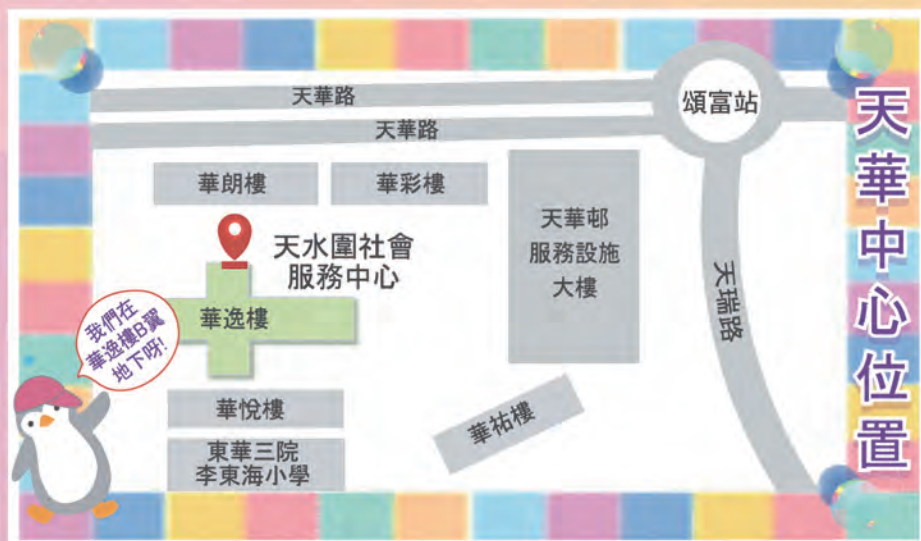 天華中心位置
天華路
天華路
頌富站
華朗樓
華彩樓
天華邨
服務設施
大樓
天瑞路
天水圍社會
服務中心
華逸樓
我們在
華逸樓B翼
地下呀!
華悅樓
東華三院
李東海小學
華祐樓